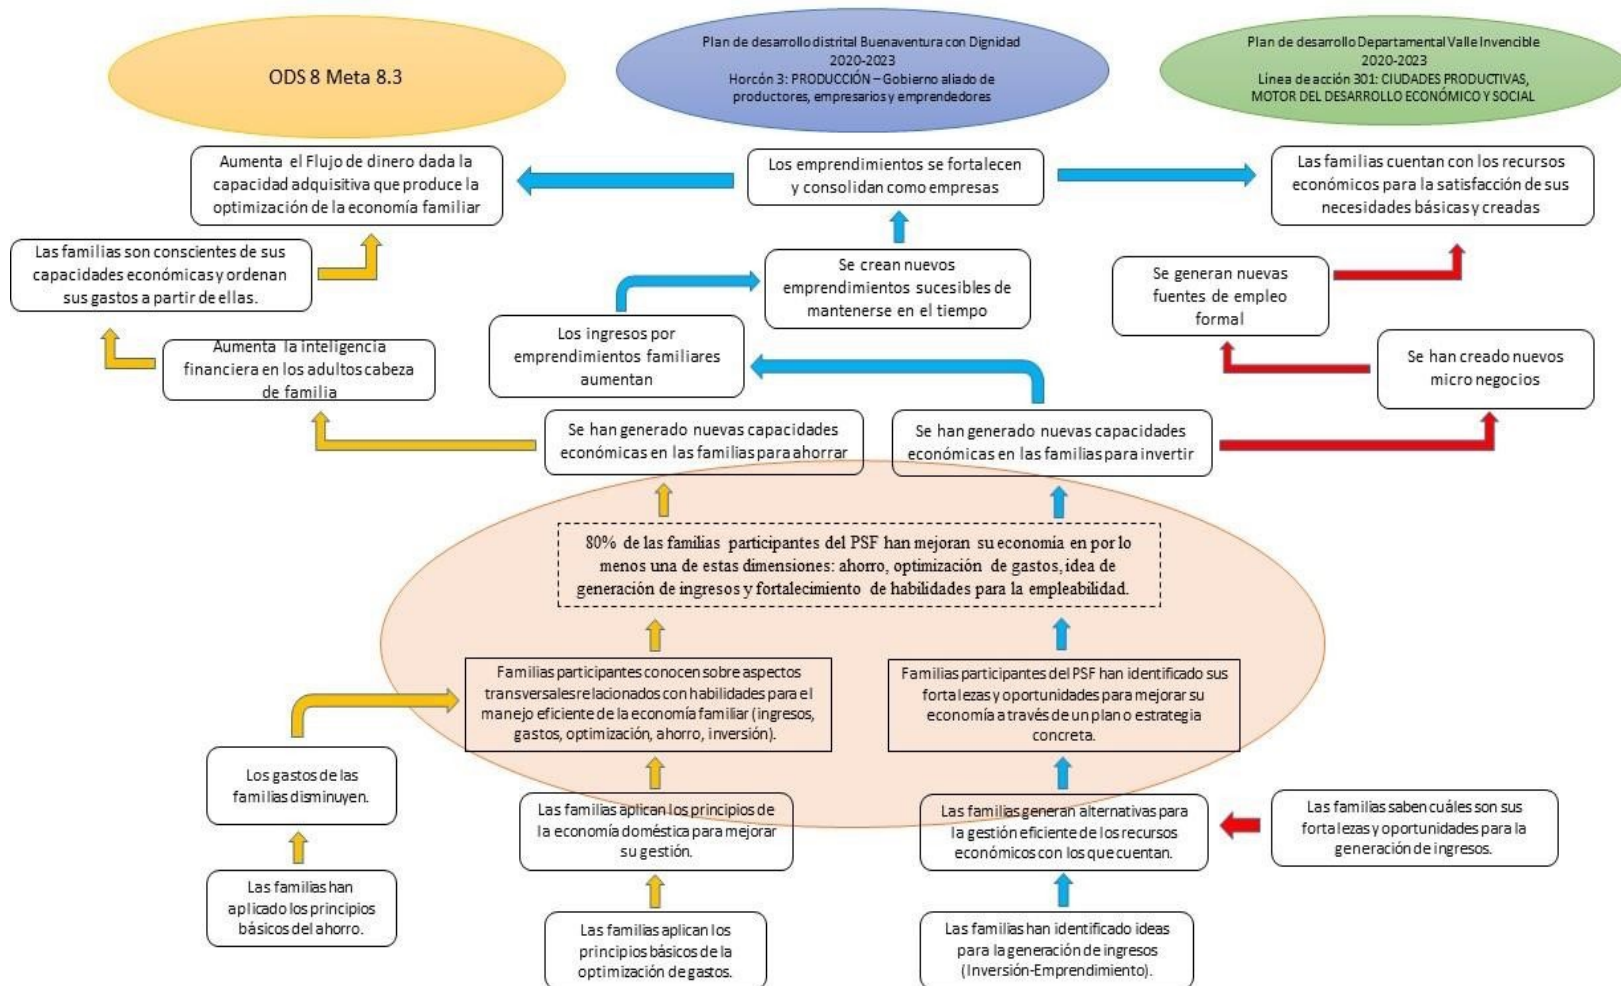 ODS 8 Meta 8.3
Plan de desarrollo distrital Buenaventura con Dignidad
2020-2023
Horcón 3: PRODUCCIÓN – Gobierno aliado de
productores, empresarios y emprendedores
Plan de desarrollo Departamental Valle Invencible
2020-2023
Línea de acción 301: CIUDADES PRODUCTIVAS,
MOTOR DEL DESARROLLO ECONÓMICO Y SOCIAL
Aumenta el Flujo de dinero dada la
capacidad adquisitiva que produce la
optimización de la economía familiar
Los emprendimientos se fortalecen
y consolidan como empresas
Las familias cuentan con los recursos
económicos para la satisfacción de sus
necesidades básicas y creadas
Las familias son conscientes de sus
capacidades económicas y ordenan
sus gastos a partir de ellas.
Se crean nuevos
emprendimientos sucesibles de
mantenerse en el tiempo
Se generan nuevas
fuentes de empleo
formal
Aumenta la inteligencia
financiera en los adultos cabeza
de familia
Los ingresos por
emprendimientos familiares
aumentan
Se han creado nuevos
micro negocios
Se han generado nuevas capacidades
económicas en las familias para ahorrar
Se han generado nuevas capacidades
económicas en las familias para invertir
80% de las familias participantes del PSF han mejoran su economía en por lo
menos una de estas dimensiones: ahorro, optimización de gastos, idea de
generación de ingresos y fortalecimiento de habilidades para la empleabilidad.
Familias participantes conocen sobre aspectos
transversales relacionados con habilidades para el
manejo eficiente de la economía familiar (ingresos,
gastos, optimización, ahorro, inversión).
Familias participantes del PSF han identificado sus
fortalezas y oportunidades para mejorar su
economía a través de un plan o estrategia
concreta.
Los gastos de las
familias disminuyen.
Las familias aplican los principios de
la economía doméstica para mejorar
su gestión.
Las familias generan alternativas para
la gestión eficiente de los recursos
económicos con los que cuentan.
Las familias saben cuáles son sus
fortalezas y oportunidades para la
generación de ingresos.
Las familias han
aplicado los principios
básicos del ahorro.
Las familias aplican los
principios básicos de la
optimización de gastos.
Las familias han identificado ideas
para la generación de ingresos
(Inversión-Emprendimiento).